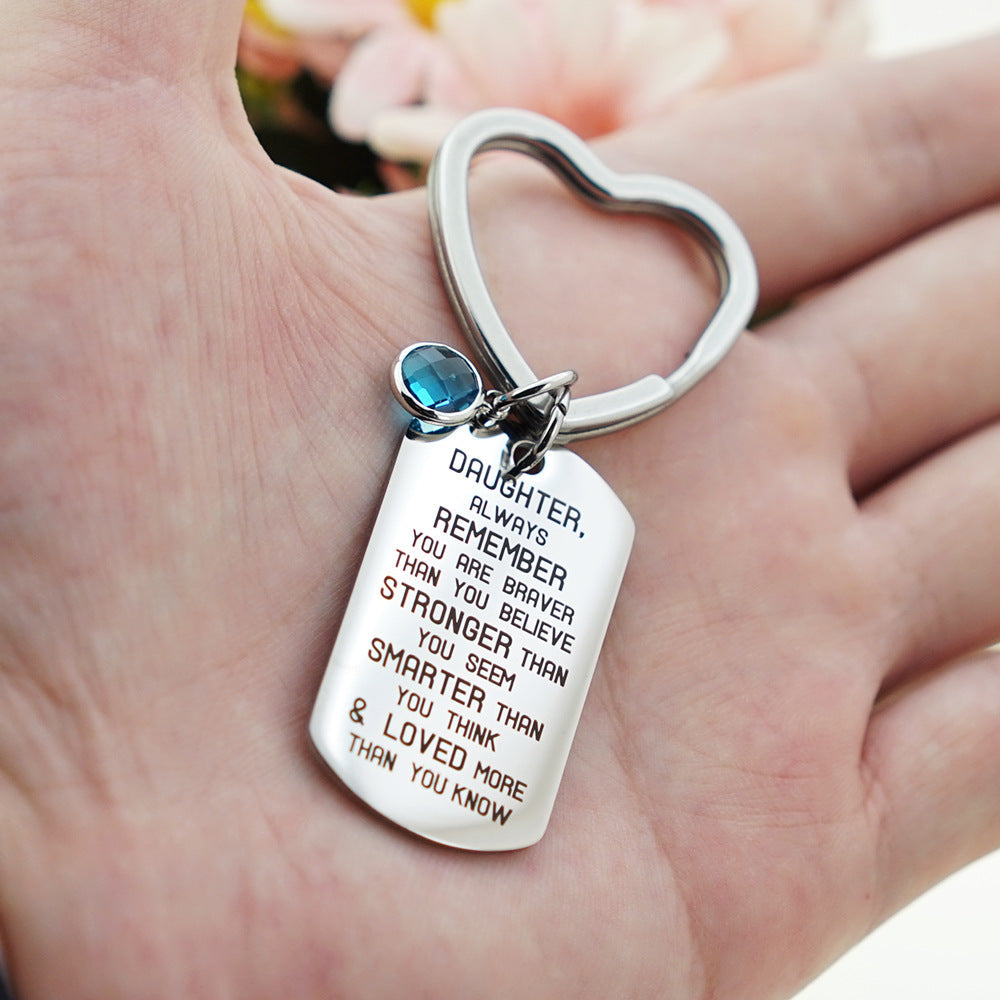 DAUGHTER,
ALWAYS
REMEMBER
YOU ARE BRAVER
THAN YOU BELIEVE
STRONGER THAN
YOU SEEM
SMARTER THAN
YOU THINK
& LOVED MORE
THAN YOU KNOW